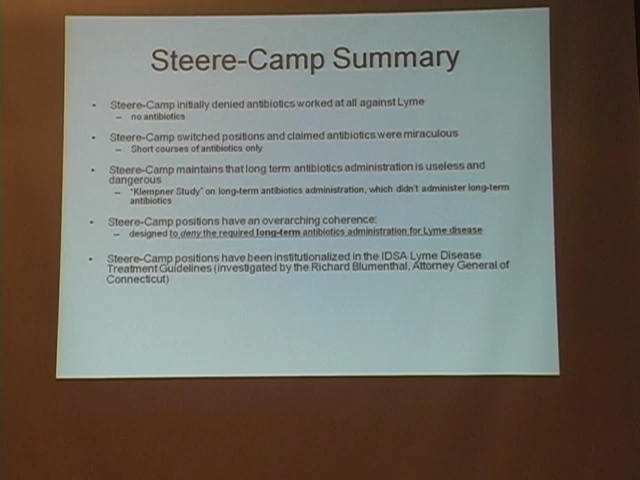 Steere-Camp Summary
• Steere-Camp initially denied antibiotics worked at all against Lyme
– no antibiotics
• Steere-Camp switched positions and claimed antibiotics were miraculous
– Short courses of antibiotics only
• Steere-Camp maintains that long term antibiotics administration is useless and
dangerous
– "Klempner Study" on long-term antibiotics administration, which didn't administer long-term
antibiotics
• Steere-Camp positions have an overarching coherence:
– designed to deny the required long-term antibiotics administration for Lyme disease
• Steere-Camp positions have been institutionalized in the IDSA Lyme Disease
Treatment Guidelines (investigated by the Richard Blumenthal, Attorney General of
Connecticut)